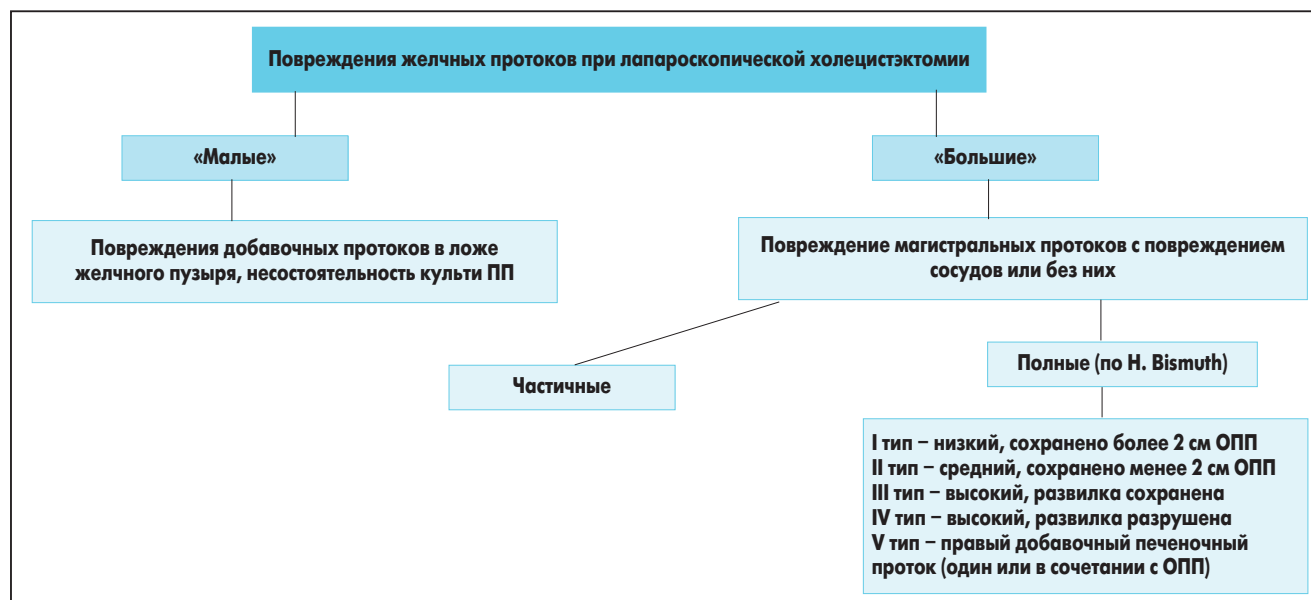 Повреждения желчных протоков при лапароскопической холецистэктомии
«Малые»
«Большие»
Повреждения добавочных протоков в ложе
желчного пузыря, несостоятельность культи ПП
Повреждение магистральных протоков с повреждением
сосудов или без них
Частичные
Полные (по H. Bismuth)
I тип – низкий, сохранено более 2 см ОПП
II тип – средний, сохранено менее 2 см ОПП
III тип – высокий, развилка сохранена
IV тип – высокий, развилка разрушена
V тип – правый добавочный печеночный
проток (один или в сочетании с ОПП)